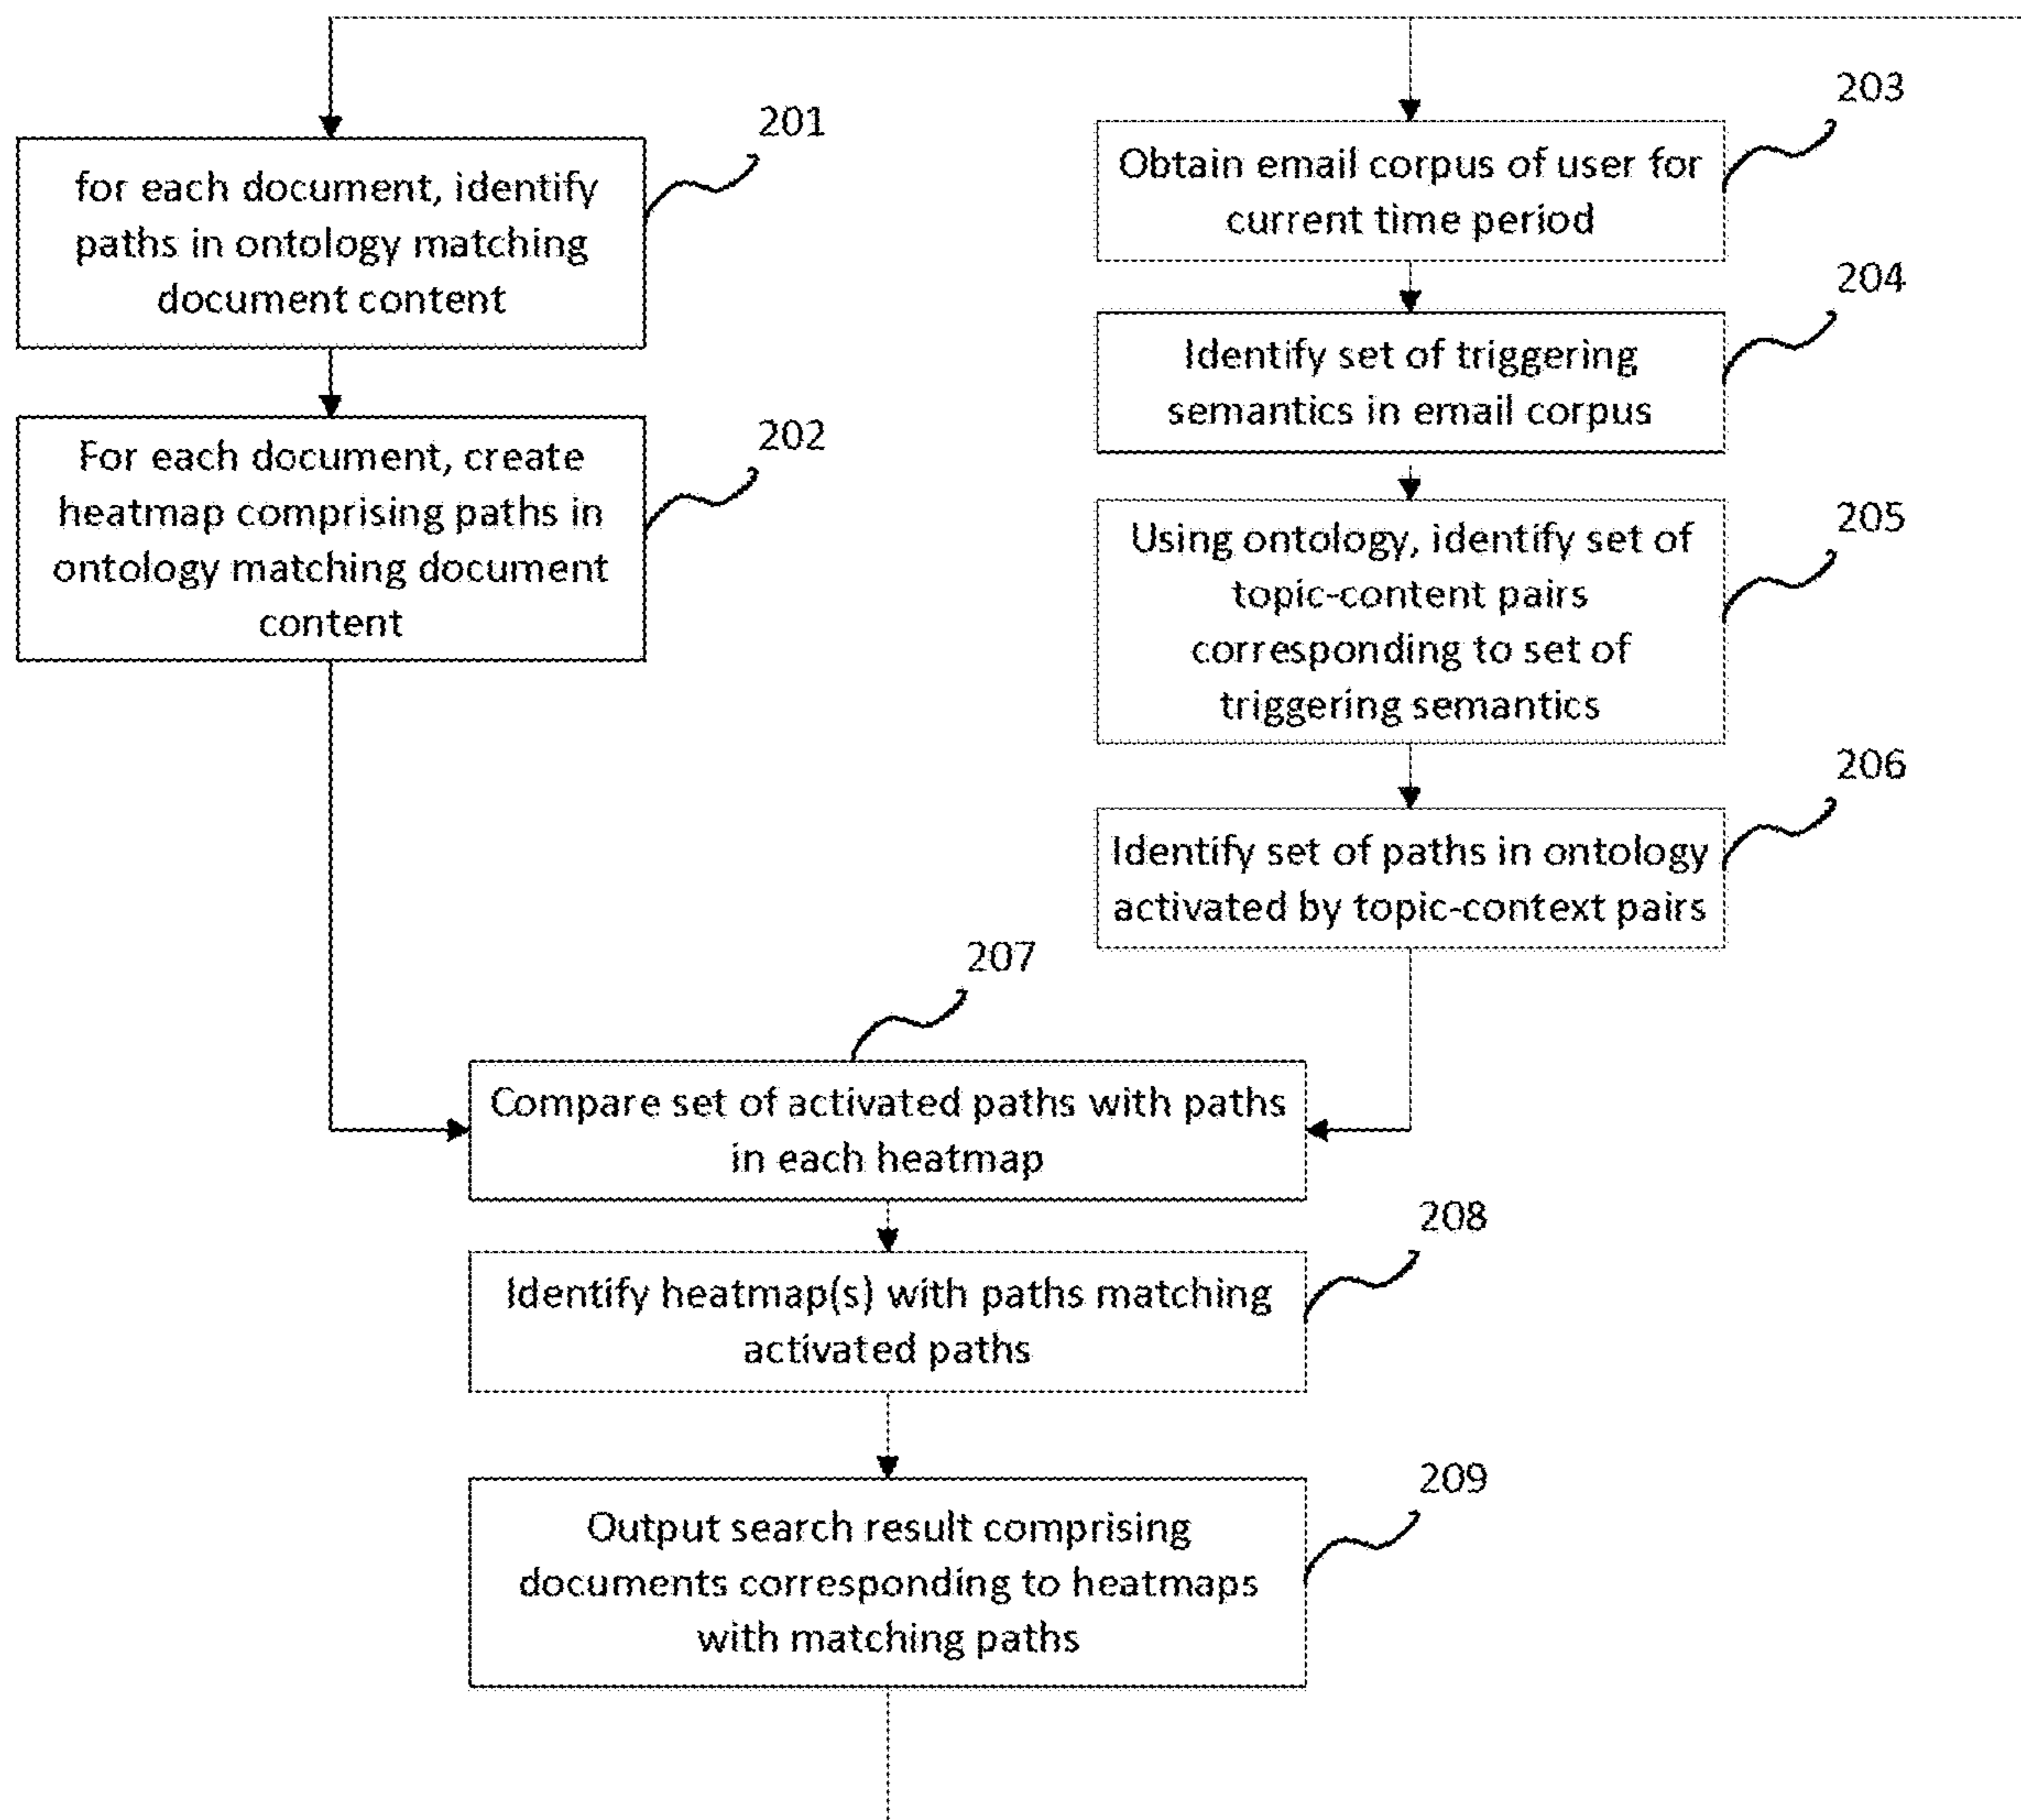 201
for each document, identify
paths in ontology matching
document content
202
For each document, create
heatmap comprising paths in
ontology matching document
content
203
Obtain email corpus of user for
current time period
204
Identify set of triggering
semantics in email corpus
205
Using ontology, identify set of
topic-content pairs
corresponding to set of
triggering semantics
206
Identify set of paths in ontology
activated by topic-context pairs
207
Compare set of activated paths with paths
in each heatmap
208
Identify heatmap(s) with paths matching
activated paths
209
Output search result comprising
documents corresponding to heatmaps
with matching paths